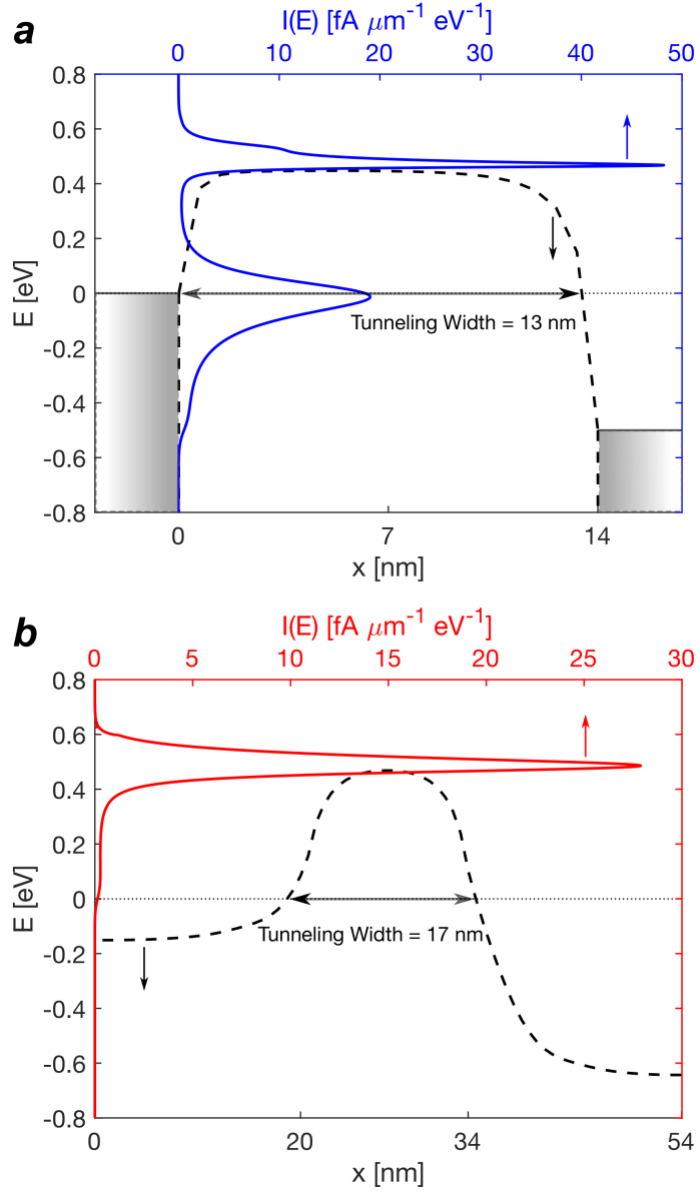 a
I(E) [fA μm⁻¹ eV⁻¹]
0 10 20 30 40 50
0.8
0.6
0.4
0.2
0
-0.2
-0.4
-0.6
-0.8
E [eV]
Tunneling Width = 13 nm
0 7 14
x [nm]
b
I(E) [fA μm⁻¹ eV⁻¹]
0 5 10 15 20 25 30
0.8
0.6
0.4
0.2
0
-0.2
-0.4
-0.6
-0.8
E [eV]
Tunneling Width = 17 nm
0 20 34 54
x [nm]